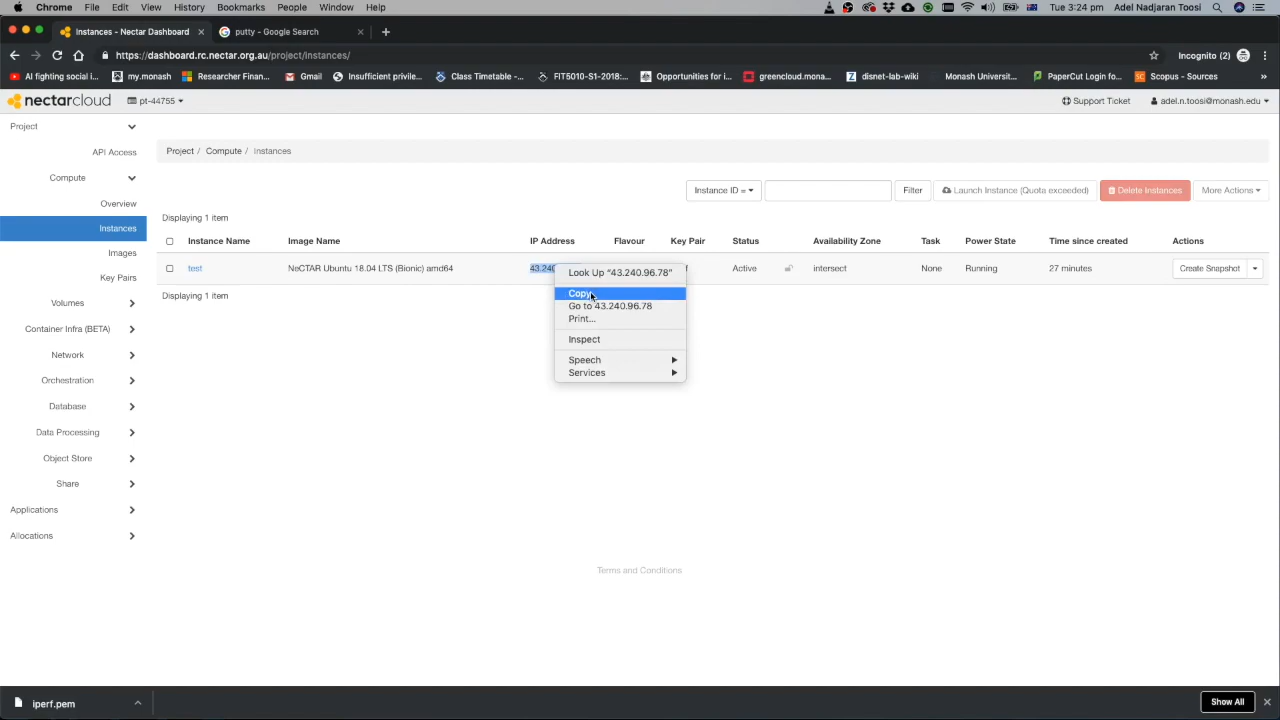 Chrome File Edit View History Bookmarks People Window Help Tue 3:24 pm Adel Nadjaran Toosi
Instances - Nectar Dashboard putty - Google Search
https://dashboard.rc.nectar.org.au/project/instances/ Incognito (2)
AI fighting social i... my.monash Researcher Finan... Gmail Insufficient privile... Class Timetable -... FIT5010-S1-2018:... Opportunities for i... greencloud.mona... disnet-lab-wiki Monash Universit... PaperCut Login fo... Scopus - Sources »
nectarcloud pt-44755 Support Ticket adel.n.toosi@monash.edu
Project
API Access
Compute
Overview
Instances
Images
Key Pairs
Volumes
Container Infra (BETA)
Network
Orchestration
Database
Data Processing
Object Store
Share
Applications
Allocations
Project / Compute / Instances
Instance ID = Filter Launch Instance (Quota exceeded) Delete Instances More Actions
Displaying 1 item
Instance Name Image Name IP Address Flavour Key Pair Status Availability Zone Task Power State Time since created Actions
test NeCTAR Ubuntu 18.04 LTS (Bionic) amd64 43.240 Active intersect None Running 27 minutes Create Snapshot
Displaying 1 item
Look Up “43.240.96.78”
Copy
Go to 43.240.96.78
Print...
Inspect
Speech
Services
Terms and Conditions
iperf.pem Show All